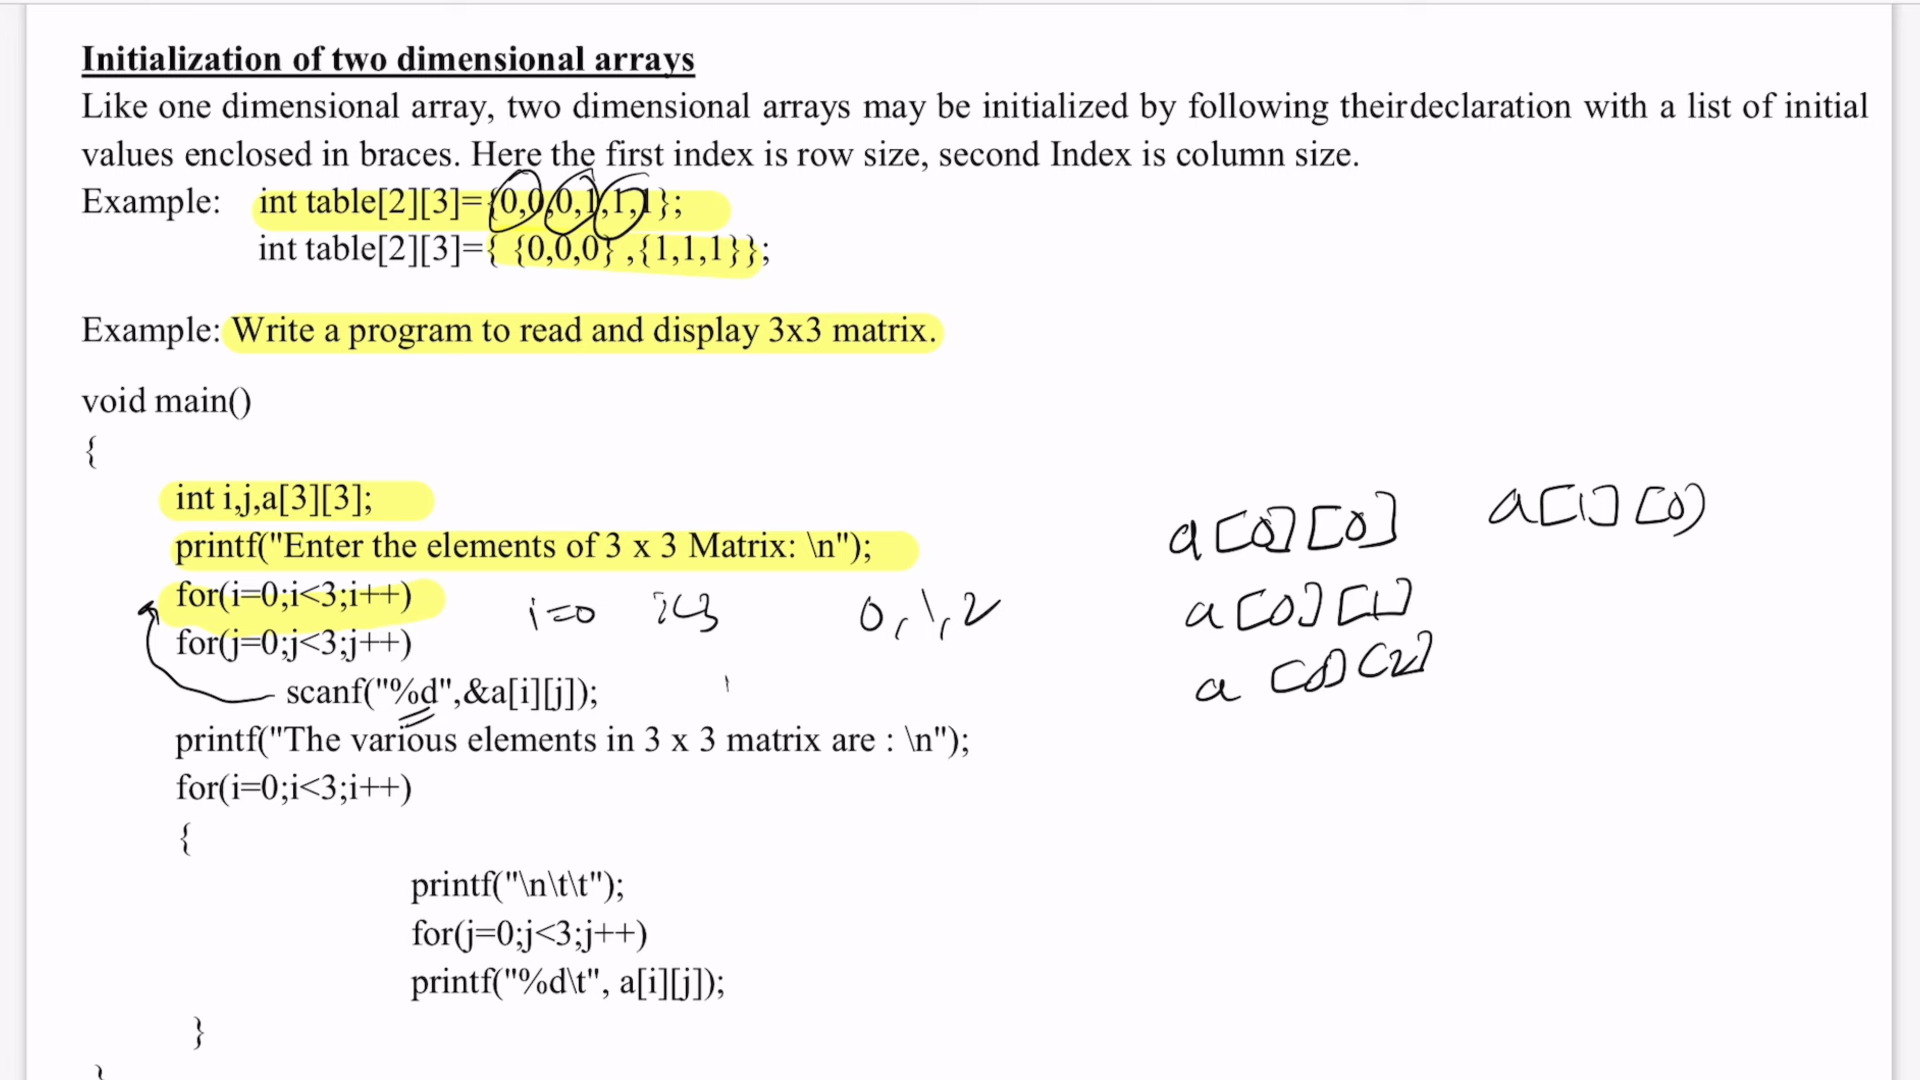 Initialization of two dimensional arrays
Like one dimensional array, two dimensional arrays may be initialized by following theirdeclaration with a list of initial
values enclosed in braces. Here the first index is row size, second Index is column size.
Example: int table[2][3]={0,0,0,1,1,1};
int table[2][3]={ {0,0,0} ,{1,1,1}};
Example: Write a program to read and display 3x3 matrix.
void main()
{
int i,j,a[3][3];
printf("Enter the elements of 3 x 3 Matrix: \n");
a[0][0] a[1][0]
for(i=0;i<3;i++)
i=0 i<3 0,1,2
a[0][1]
for(j=0;j<3;j++)
a[0][2]
scanf("%d",&a[i][j]);
printf("The various elements in 3 x 3 matrix are : \n");
for(i=0;i<3;i++)
{
printf("\n\t\t");
for(j=0;j<3;j++)
printf("%d\t", a[i][j]);
}
}